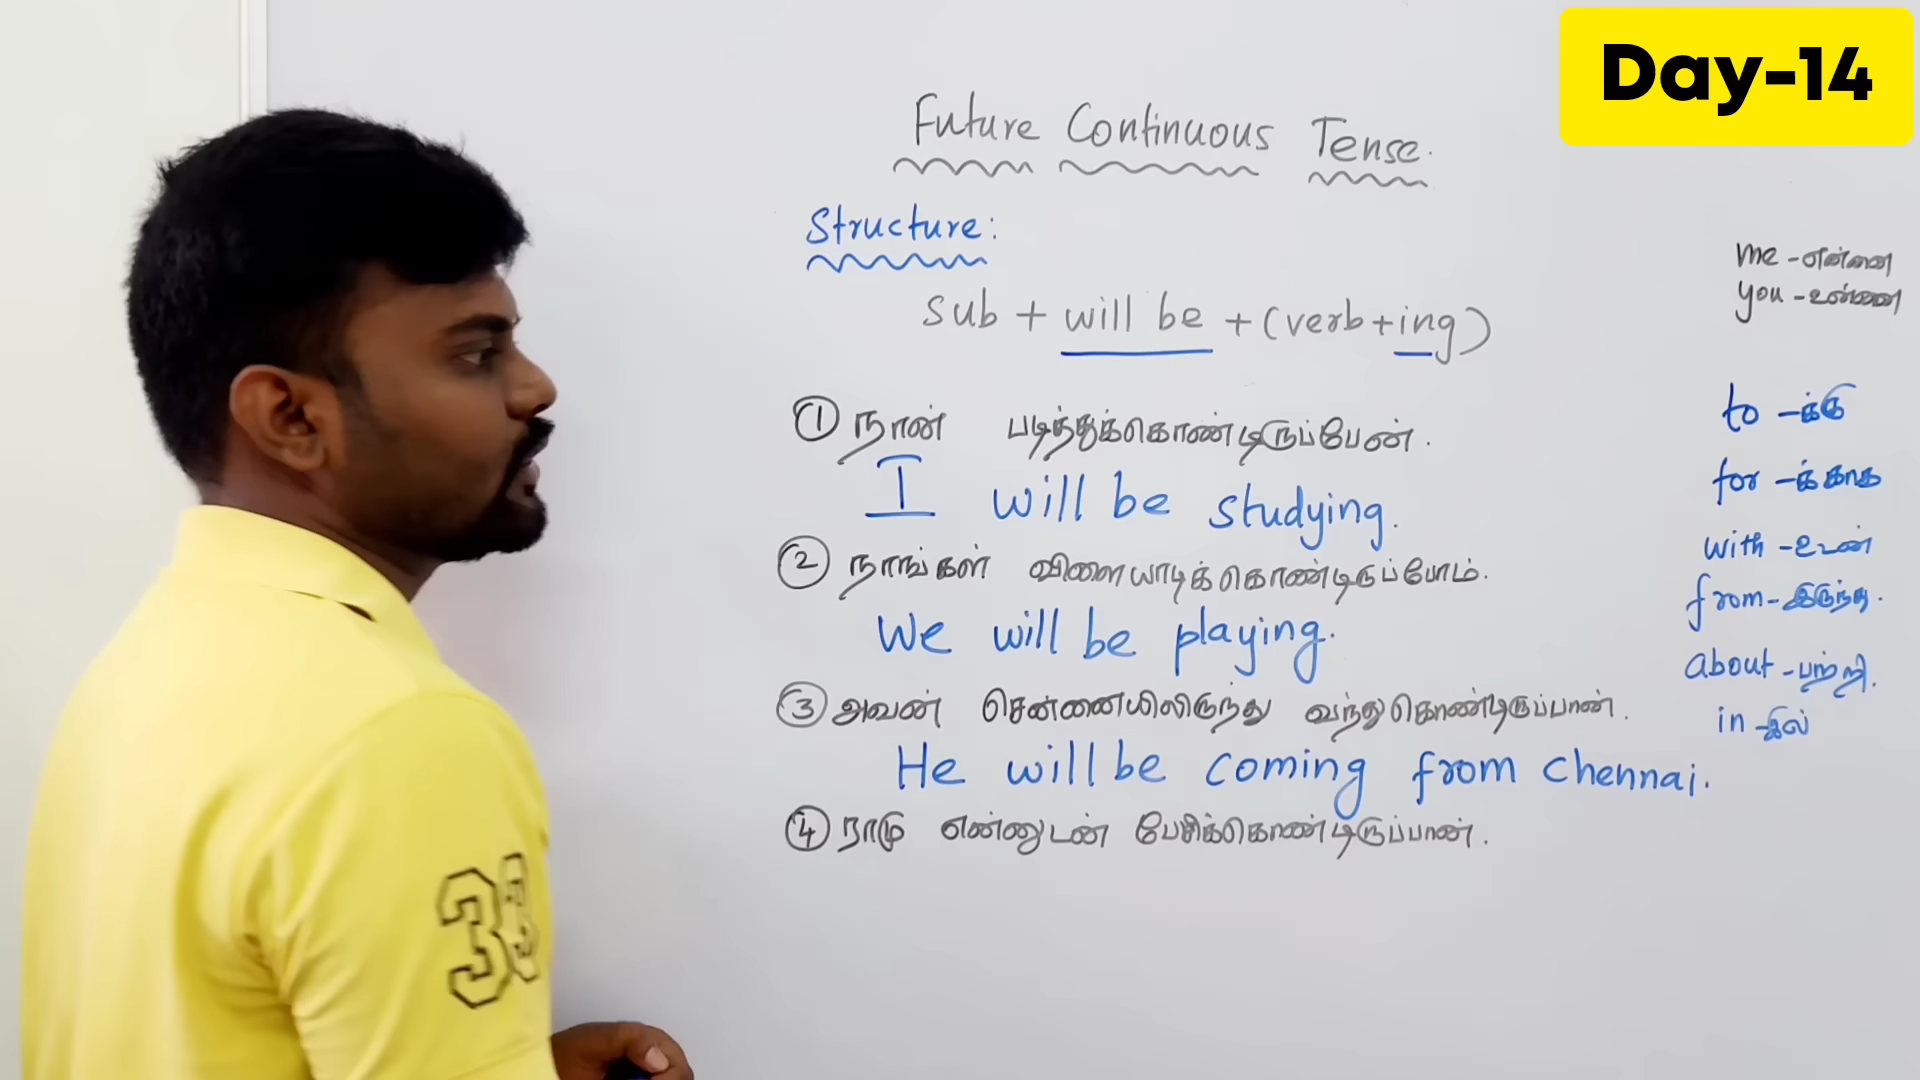 Day-14
Future Continuous Tense.
Structure:
sub + will be + (verb+ing)
① நான் படித்துக்கொண்டிருப்பேன்.
I will be studying.
② நாங்கள் விளையாடிக்கொண்டிருப்போம்.
We will be playing.
③ அவன் சென்னையிலிருந்து வந்துகொண்டிருப்பான்.
He will be coming from Chennai.
④ ராமு என்னுடன் பேசிக்கொண்டிருப்பான்.
me - என்னை
you - உன்னை
to - க்கு
for - க்காக
with - உடன்
from - இருந்து.
about - பற்றி.
in - இல்
33